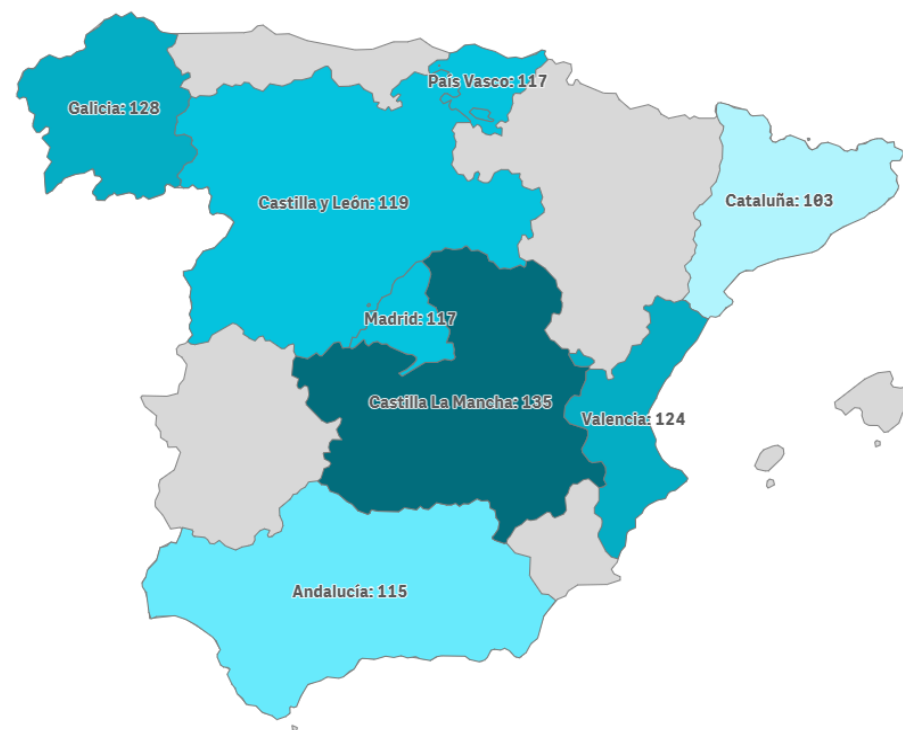 País Vasco: 117
Galicia: 128
Castilla y León: 119
Cataluña: 103
Madrid: 117
Castilla La Mancha: 135
Valencia: 124
Andalucía: 115